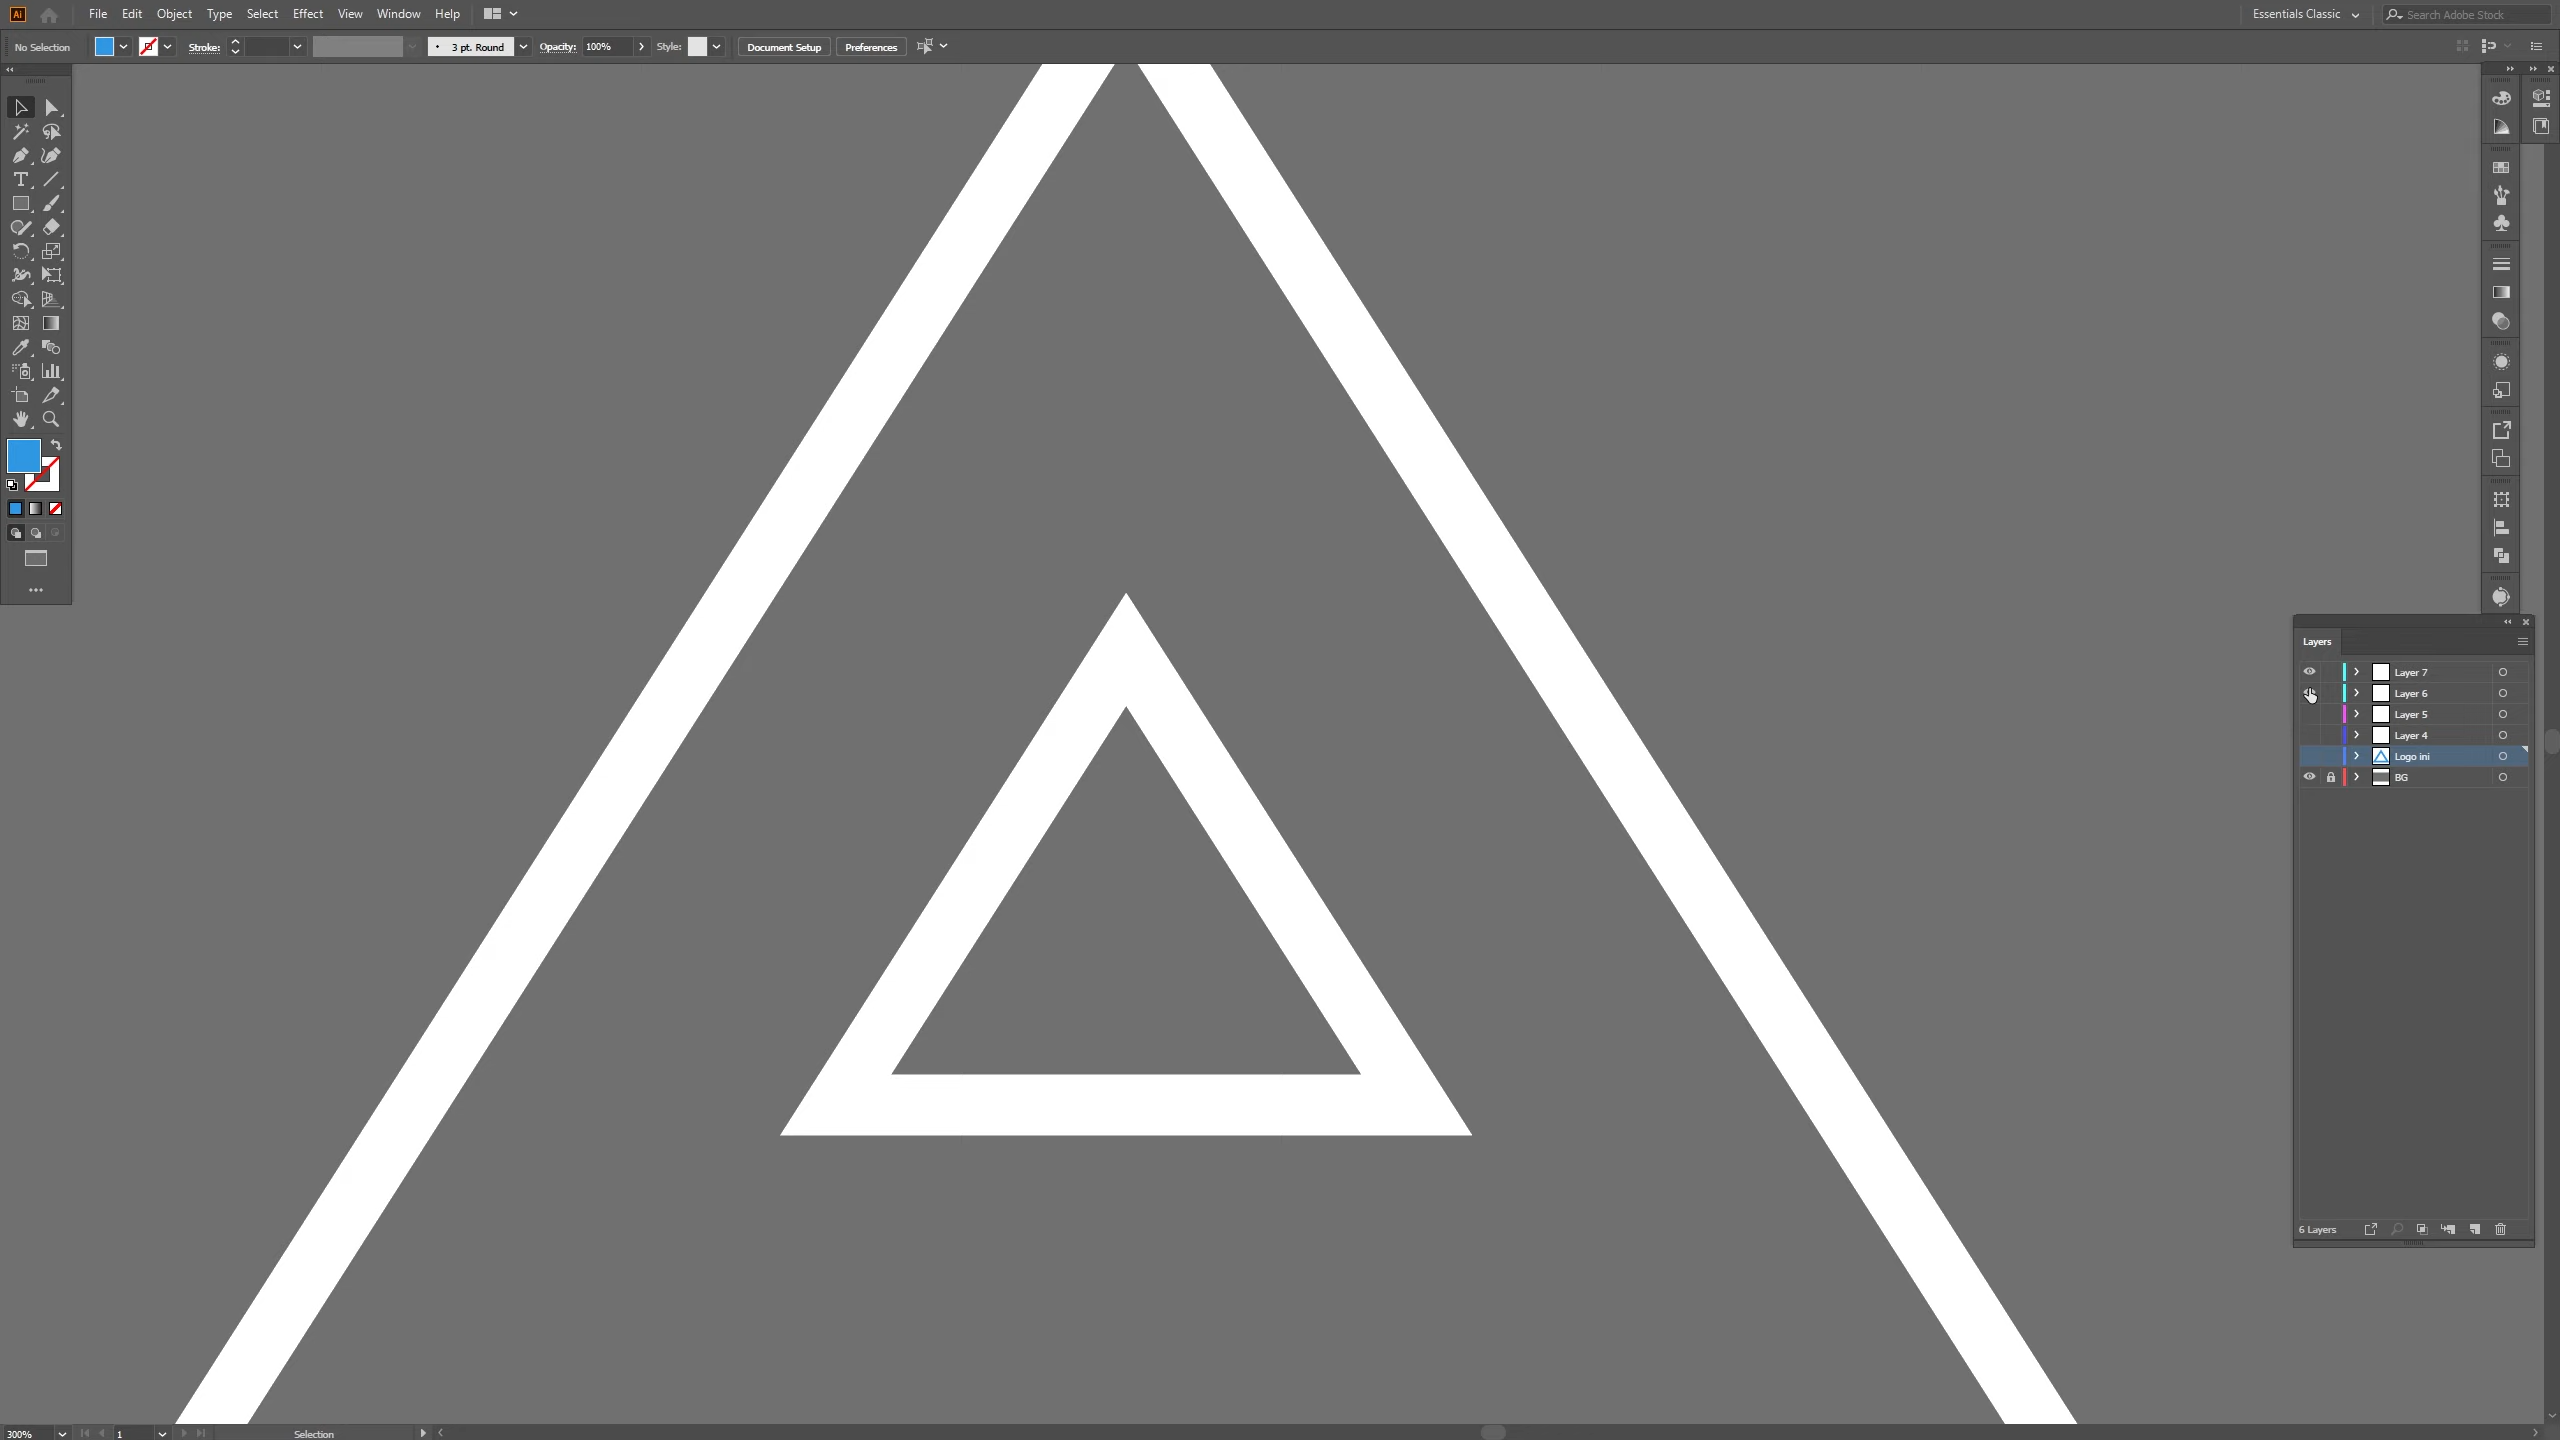 Ai File Edit Object Type Select Effect View Window Help Essentials Classic Search Adobe Stock
No Selection Stroke: 3 pt. Round Opacity: 100% Style: Document Setup Preferences
Layers
Layer 7
Layer 6
Layer 5
Layer 4
Logo ini
BG
6 Layers
300% 1 Selection